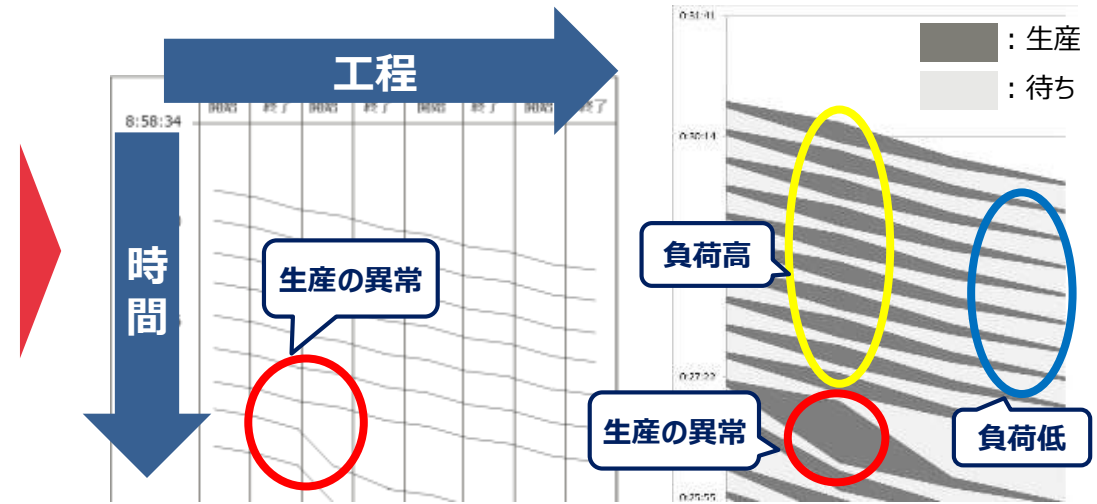 工程
開始 終了 開始 終了 開始 終了 開始 終了
8:58:34
時間
生産の異常
0:31:41
：生産
：待ち
0:30:14
負荷高
0:27:22
生産の異常
負荷低
0:25:55